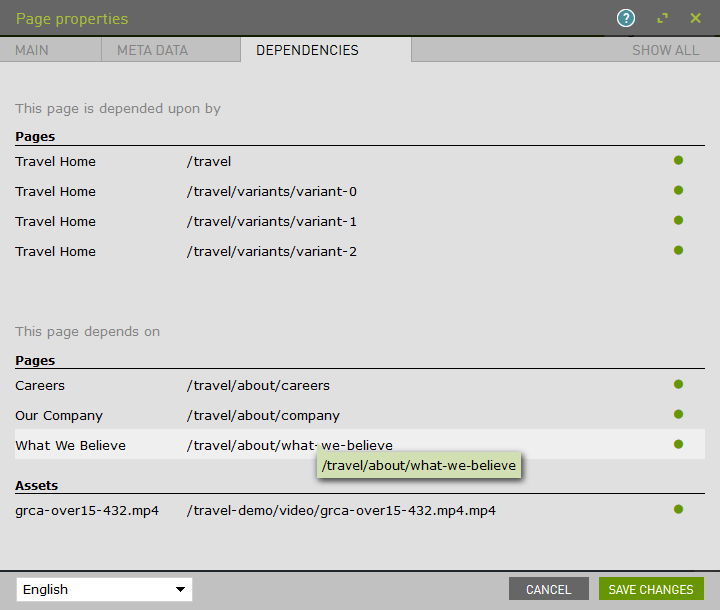 Page properties ?
MAIN META DATA DEPENDENCIES SHOW ALL
This page is depended upon by
Pages
Travel Home /travel
Travel Home /travel/variants/variant-0
Travel Home /travel/variants/variant-1
Travel Home /travel/variants/variant-2
This page depends on
Pages
Careers /travel/about/careers
Our Company /travel/about/company
What We Believe /travel/about/what-we-believe
/travel/about/what-we-believe
Assets
grca-over15-432.mp4 /travel-demo/video/grca-over15-432.mp4.mp4
English CANCEL SAVE CHANGES